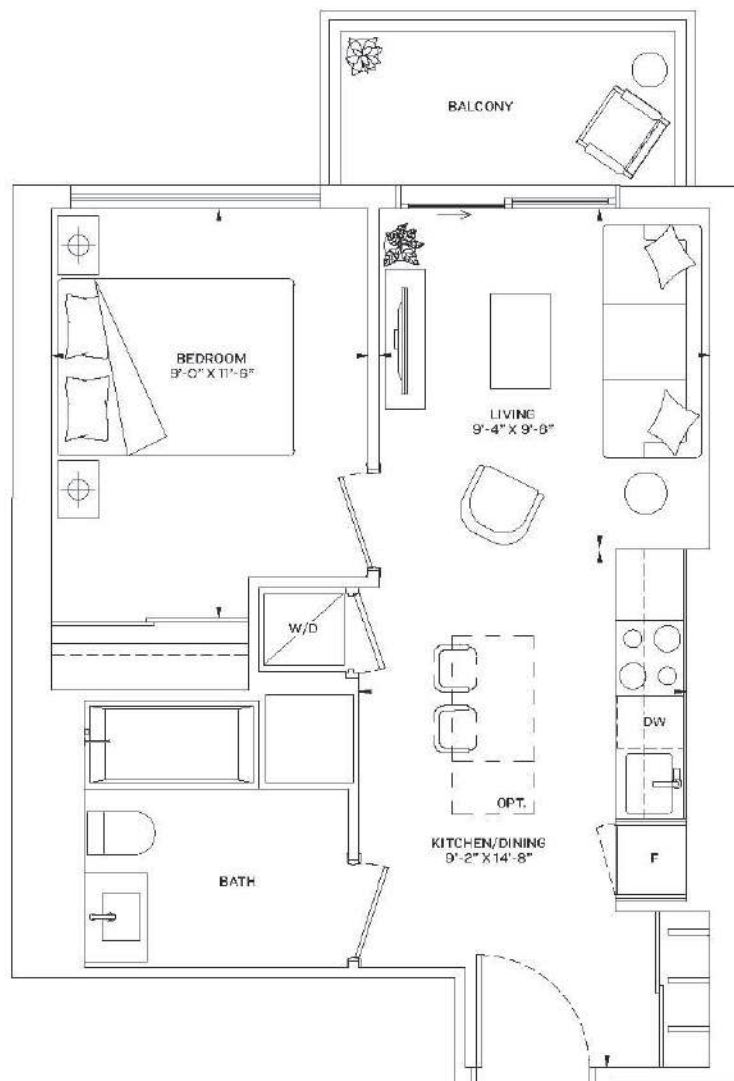 BALCONY
BEDROOM
9'-0" X 11'-6"
LIVING
9'-4" X 9'-6"
W/D
DW
OPT.
KITCHEN/DINING
9'-2" X 14'-8"
F
BATH